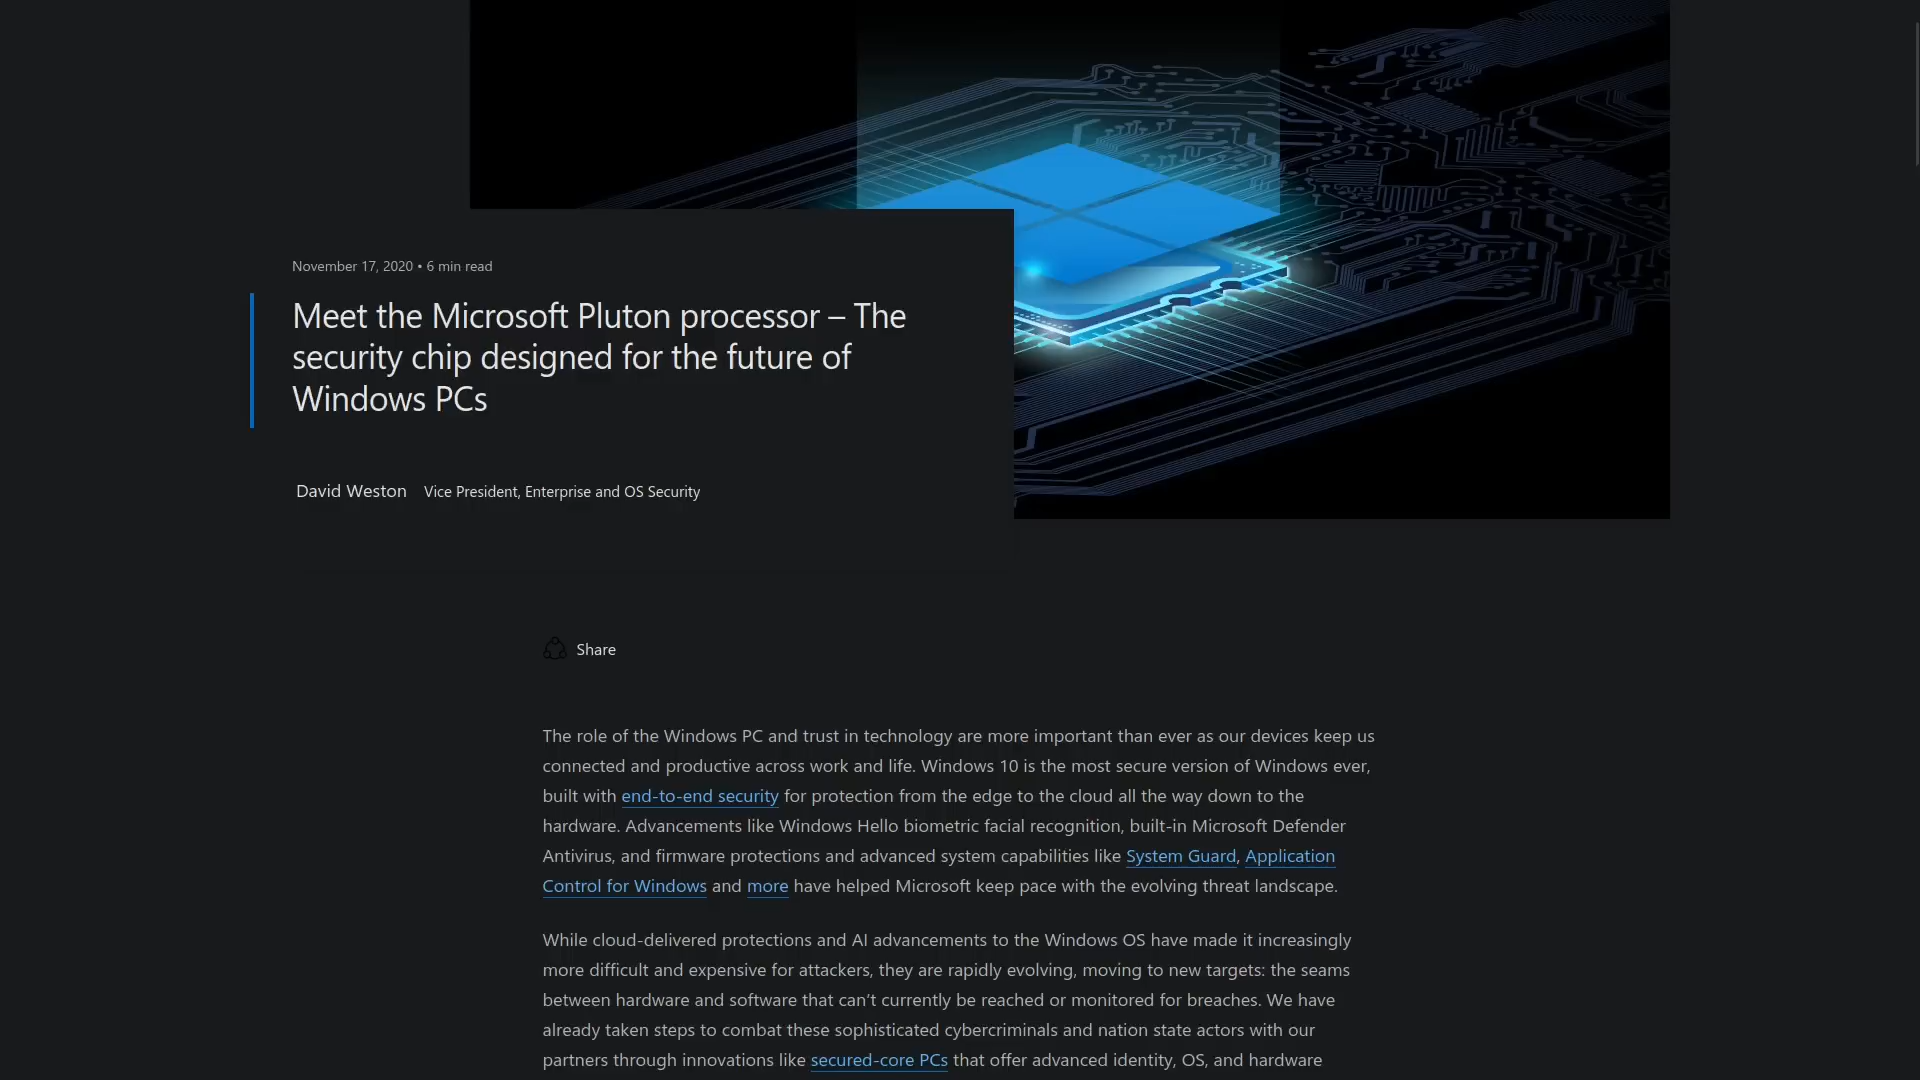 November 17, 2020 • 6 min read
Meet the Microsoft Pluton processor – The
security chip designed for the future of
Windows PCs
David Weston Vice President, Enterprise and OS Security
Share
The role of the Windows PC and trust in technology are more important than ever as our devices keep us
connected and productive across work and life. Windows 10 is the most secure version of Windows ever,
built with end-to-end security for protection from the edge to the cloud all the way down to the
hardware. Advancements like Windows Hello biometric facial recognition, built-in Microsoft Defender
Antivirus, and firmware protections and advanced system capabilities like System Guard, Application
Control for Windows and more have helped Microsoft keep pace with the evolving threat landscape.
While cloud-delivered protections and AI advancements to the Windows OS have made it increasingly
more difficult and expensive for attackers, they are rapidly evolving, moving to new targets: the seams
between hardware and software that can’t currently be reached or monitored for breaches. We have
already taken steps to combat these sophisticated cybercriminals and nation state actors with our
partners through innovations like secured-core PCs that offer advanced identity, OS, and hardware